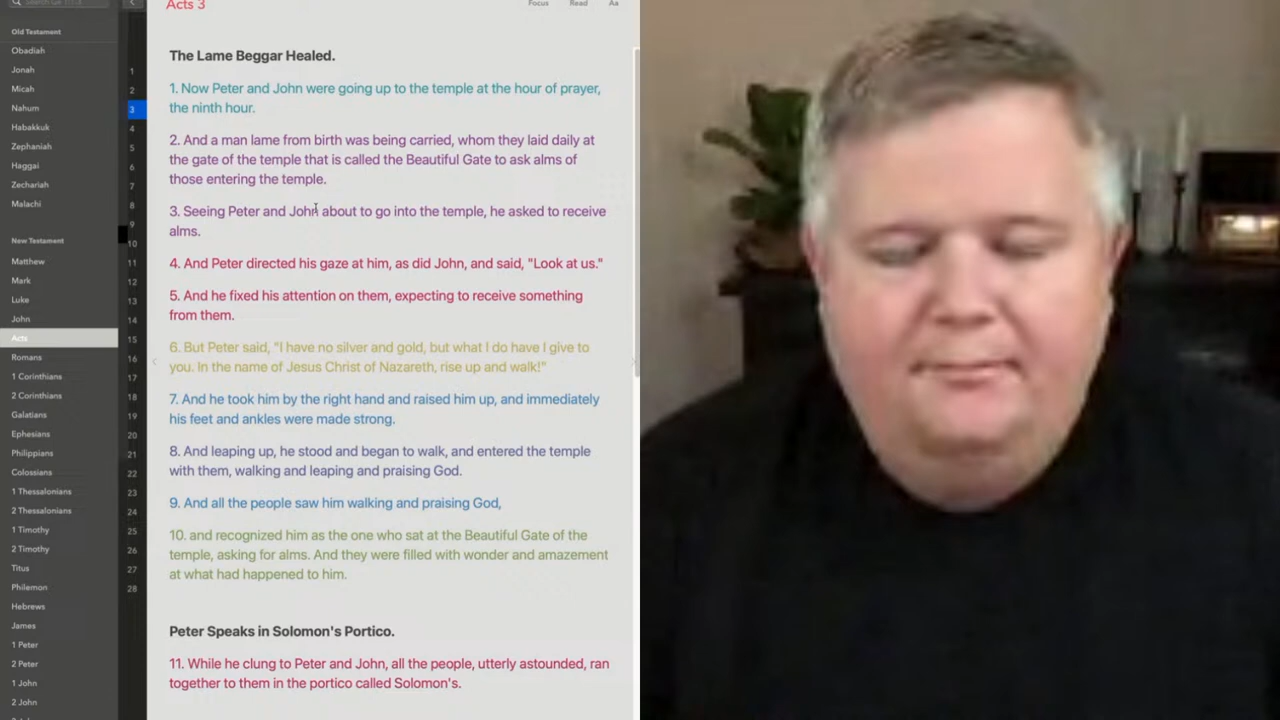 Search Ge 1:1-3
Old Testament
Obadiah
Jonah
Micah
Nahum
Habakkuk
Zephaniah
Haggai
Zechariah
Malachi
New Testament
Matthew
Mark
Luke
John
Acts
Romans
1 Corinthians
2 Corinthians
Galatians
Ephesians
Philippians
Colossians
1 Thessalonians
2 Thessalonians
1 Timothy
2 Timothy
Titus
Philemon
Hebrews
James
1 Peter
2 Peter
1 John
2 John
1
2
3
4
5
6
7
8
9
10
11
12
13
14
15
16
17
18
19
20
21
22
23
24
25
26
27
28
Acts 3
Focus
Read
Aa
The Lame Beggar Healed.
1. Now Peter and John were going up to the temple at the hour of prayer,
the ninth hour.
2. And a man lame from birth was being carried, whom they laid daily at
the gate of the temple that is called the Beautiful Gate to ask alms of
those entering the temple.
3. Seeing Peter and John about to go into the temple, he asked to receive
alms.
4. And Peter directed his gaze at him, as did John, and said, "Look at us."
5. And he fixed his attention on them, expecting to receive something
from them.
6. But Peter said, "I have no silver and gold, but what I do have I give to
you. In the name of Jesus Christ of Nazareth, rise up and walk!"
7. And he took him by the right hand and raised him up, and immediately
his feet and ankles were made strong.
8. And leaping up, he stood and began to walk, and entered the temple
with them, walking and leaping and praising God.
9. And all the people saw him walking and praising God,
10. and recognized him as the one who sat at the Beautiful Gate of the
temple, asking for alms. And they were filled with wonder and amazement
at what had happened to him.
Peter Speaks in Solomon's Portico.
11. While he clung to Peter and John, all the people, utterly astounded, ran
together to them in the portico called Solomon's.